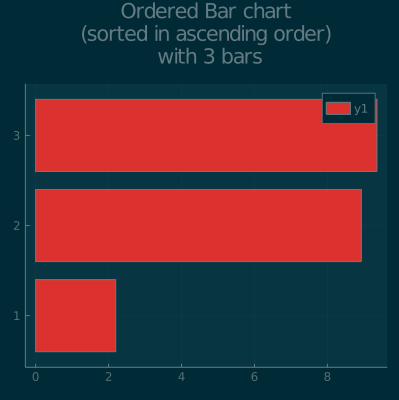 Ordered Bar chart
(sorted in ascending order)
with 3 bars
y1
3
2
1
0 2 4 6 8